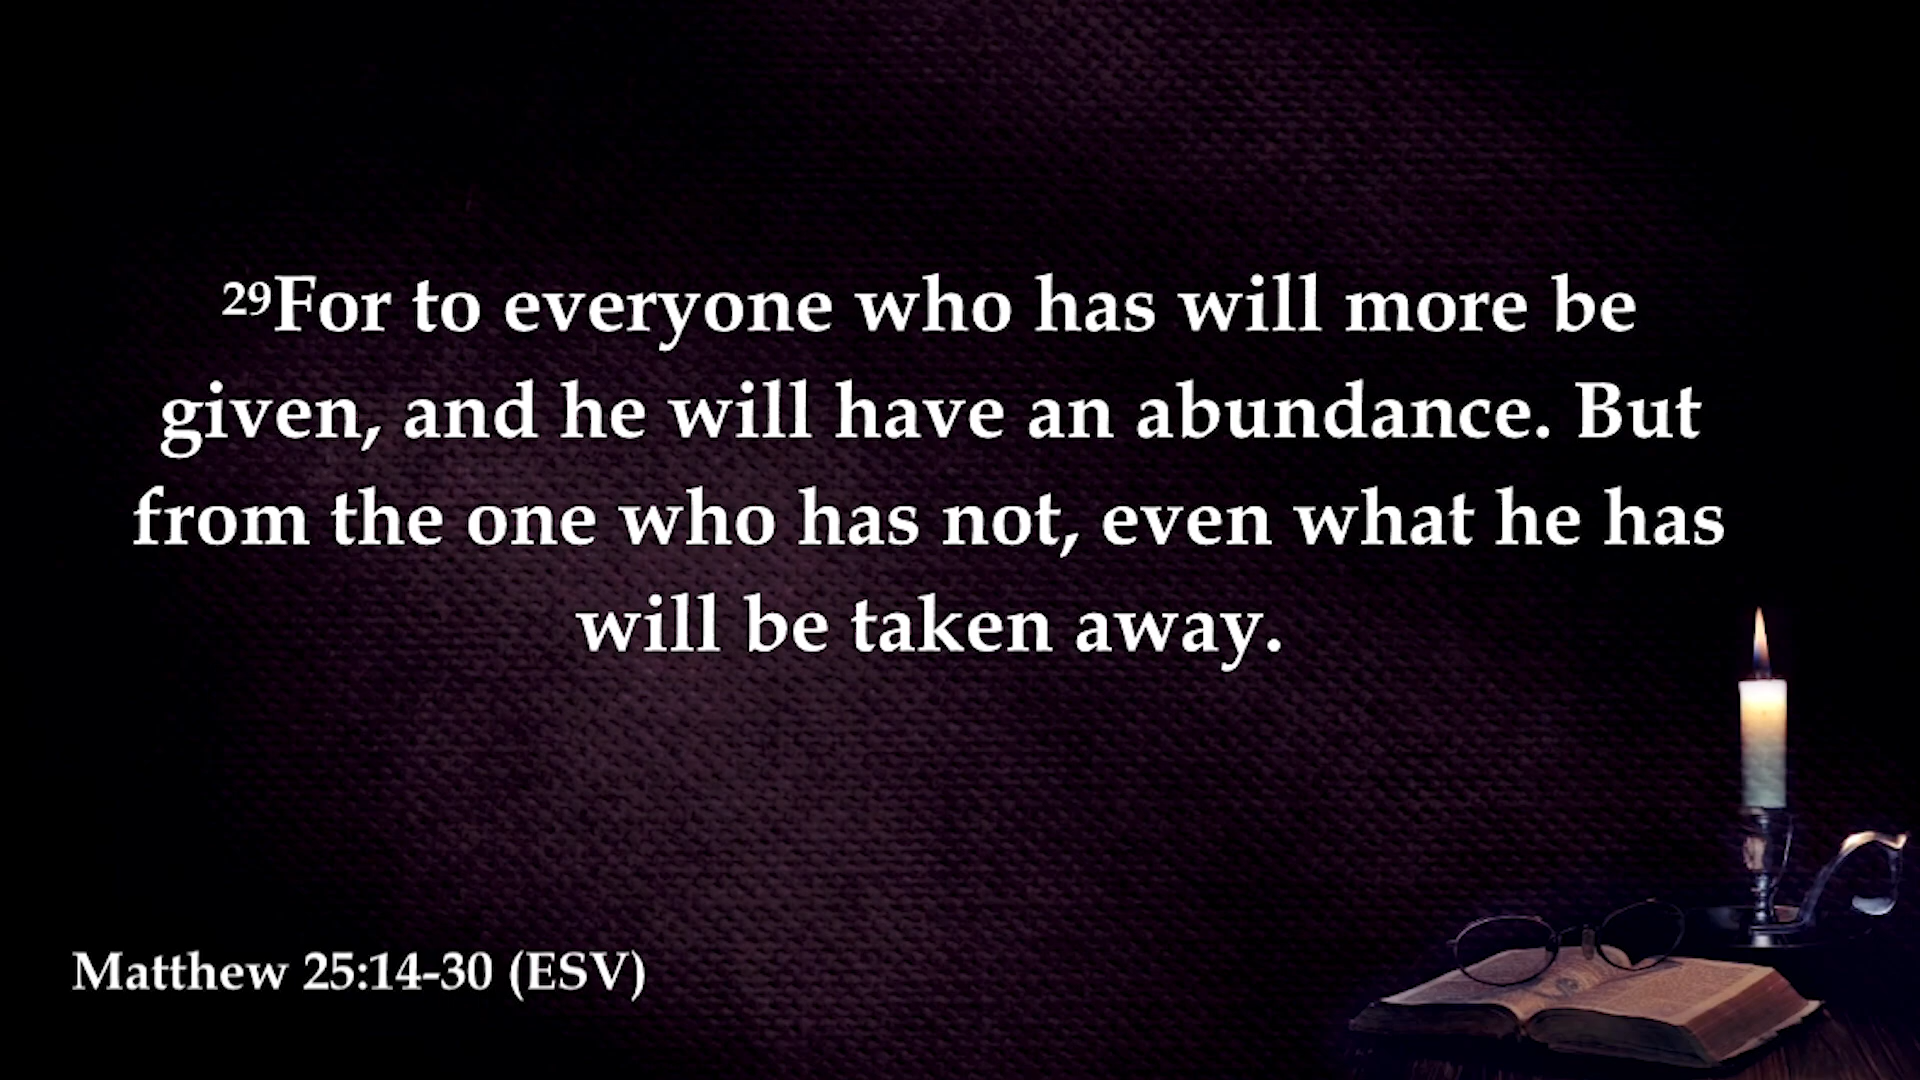 29For to everyone who has will more be
given, and he will have an abundance. But
from the one who has not, even what he has
will be taken away.
Matthew 25:14-30 (ESV)